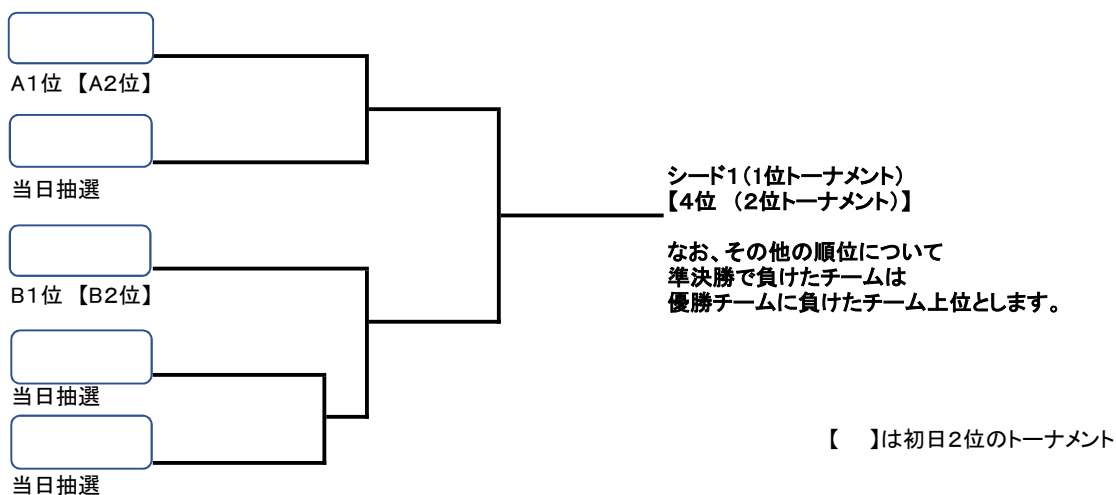 A1位 【A2位】
当日抽選
B1位 【B2位】
当日抽選
当日抽選
シード1(1位トーナメント)
【4位 (2位トーナメント)】
なお、その他の順位について
準決勝で負けたチームは
優勝チームに負けたチーム上位とします。
【　】は初日2位のトーナメント